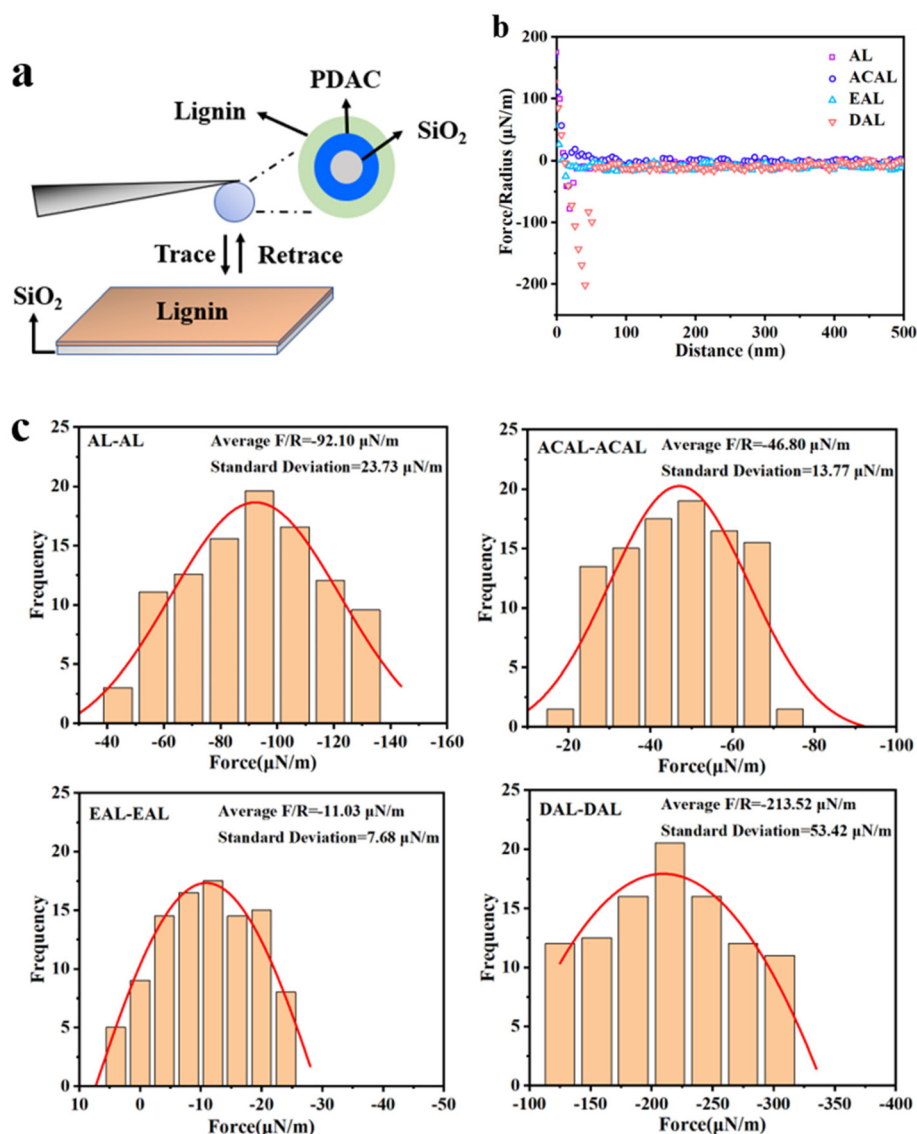 a
PDAC
Lignin
SiO₂
Trace
Retrace
SiO₂
Lignin
b
200
100
0
-100
-200
0
100
200
300
400
500
Force/Radius (μN/m)
Distance (nm)
AL
ACAL
EAL
DAL
c
AL-AL
Average F/R=-92.10 μN/m
Standard Deviation=23.73 μN/m
25
20
15
10
5
0
Frequency
-40
-60
-80
-100
-120
-140
-160
Force(μN/m)
ACAL-ACAL
Average F/R=-46.80 μN/m
Standard Deviation=13.77 μN/m
25
20
15
10
5
0
Frequency
-20
-40
-60
-80
-100
Force(μN/m)
EAL-EAL
Average F/R=-11.03 μN/m
Standard Deviation=7.68 μN/m
25
20
15
10
5
0
Frequency
10
0
-10
-20
-30
-40
-50
Force(μN/m)
DAL-DAL
Average F/R=-213.52 μN/m
Standard Deviation=53.42 μN/m
25
20
15
10
5
0
Frequency
-100
-150
-200
-250
-300
-350
-400
Force(μN/m)